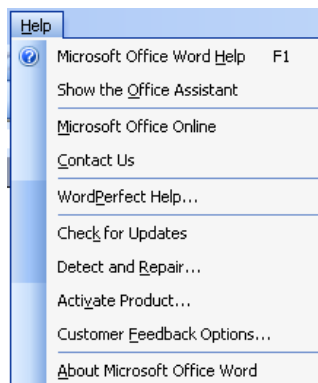 Help
Microsoft Office Word Help F1
Show the Office Assistant
Microsoft Office Online
Contact Us
WordPerfect Help...
Check for Updates
Detect and Repair...
Activate Product...
Customer Feedback Options...
About Microsoft Office Word